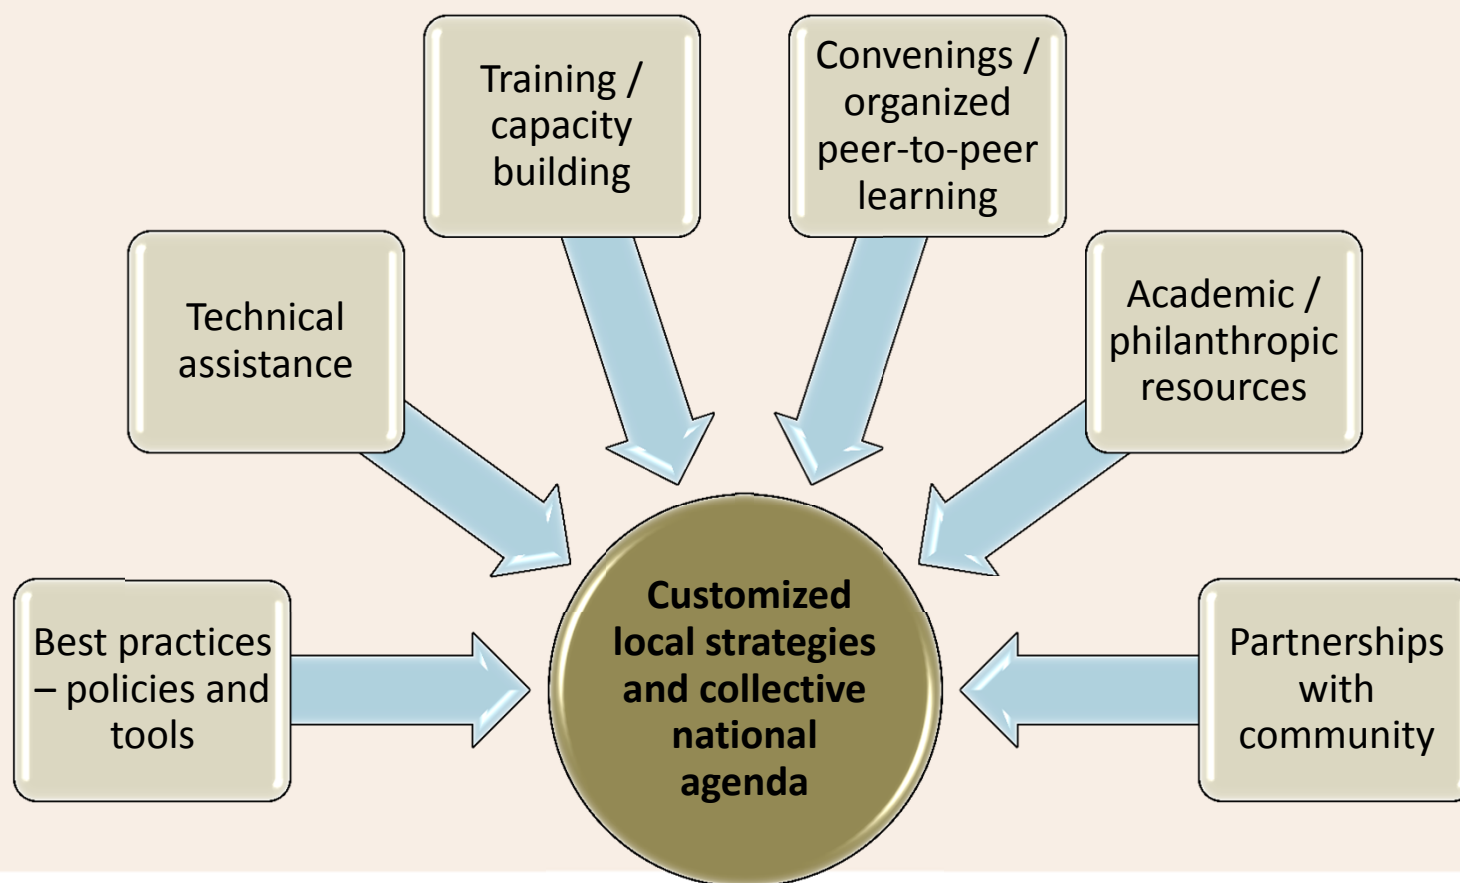 Training /
capacity
building
Convenings /
organized
peer-to-peer
learning
Technical
assistance
Academic /
philanthropic
resources
Best practices
– policies and
tools
Customized
local strategies
and collective
national
agenda
Partnerships
with
community